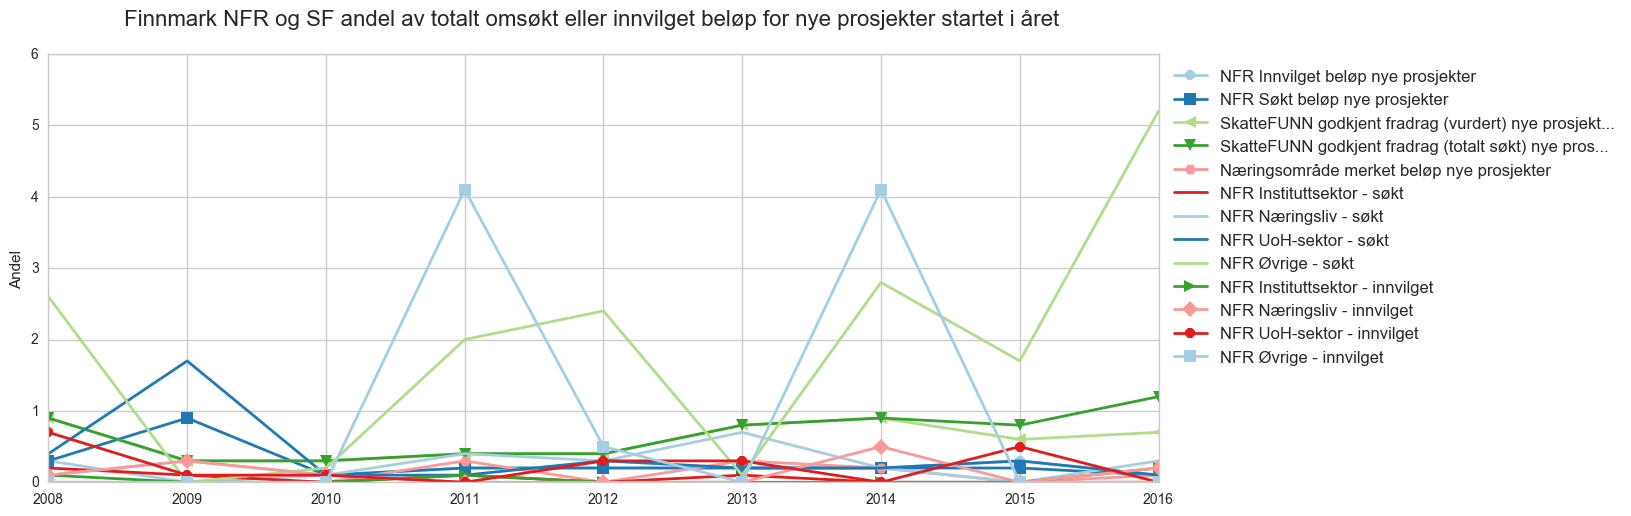 Finnmark NFR og SF andel av totalt omsøkt eller innvilget beløp for nye prosjekter startet i året
Andel
6
5
4
3
2
1
0
2008 2009 2010 2011 2012 2013 2014 2015 2016
NFR Innvilget beløp nye prosjekter
NFR Søkt beløp nye prosjekter
SkatteFUNN godkjent fradrag (vurdert) nye prosjekt...
SkatteFUNN godkjent fradrag (totalt søkt) nye pros...
Næringsområde merket beløp nye prosjekter
NFR Instituttsektor - søkt
NFR Næringsliv - søkt
NFR UoH-sektor - søkt
NFR Øvrige - søkt
NFR Instituttsektor - innvilget
NFR Næringsliv - innvilget
NFR UoH-sektor - innvilget
NFR Øvrige - innvilget